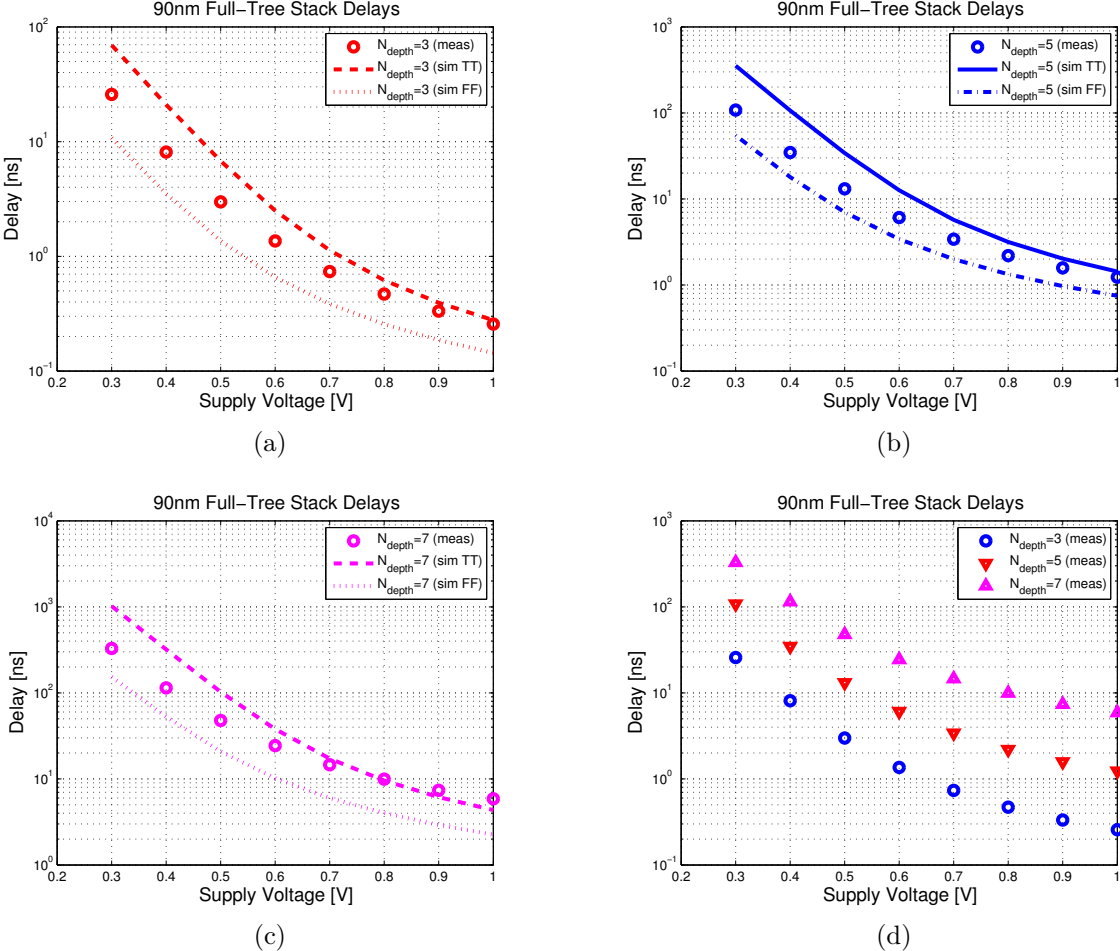 90nm Full−Tree Stack Delays
10^2
10^1
10^0
10^−1
Delay [ns]
N_depth=3 (meas)
N_depth=3 (sim TT)
N_depth=3 (sim FF)
0.2 0.3 0.4 0.5 0.6 0.7 0.8 0.9 1
Supply Voltage [V]
(a)
90nm Full−Tree Stack Delays
10^3
10^2
10^1
10^0
10^−1
Delay [ns]
N_depth=5 (meas)
N_depth=5 (sim TT)
N_depth=5 (sim FF)
0.2 0.3 0.4 0.5 0.6 0.7 0.8 0.9 1
Supply Voltage [V]
(b)
90nm Full−Tree Stack Delays
10^4
10^3
10^2
10^1
10^0
Delay [ns]
N_depth=7 (meas)
N_depth=7 (sim TT)
N_depth=7 (sim FF)
0.2 0.3 0.4 0.5 0.6 0.7 0.8 0.9 1
Supply Voltage [V]
(c)
90nm Full−Tree Stack Delays
10^3
10^2
10^1
10^0
10^−1
Delay [ns]
N_depth=3 (meas)
N_depth=5 (meas)
N_depth=7 (meas)
0.2 0.3 0.4 0.5 0.6 0.7 0.8 0.9 1
Supply Voltage [V]
(d)